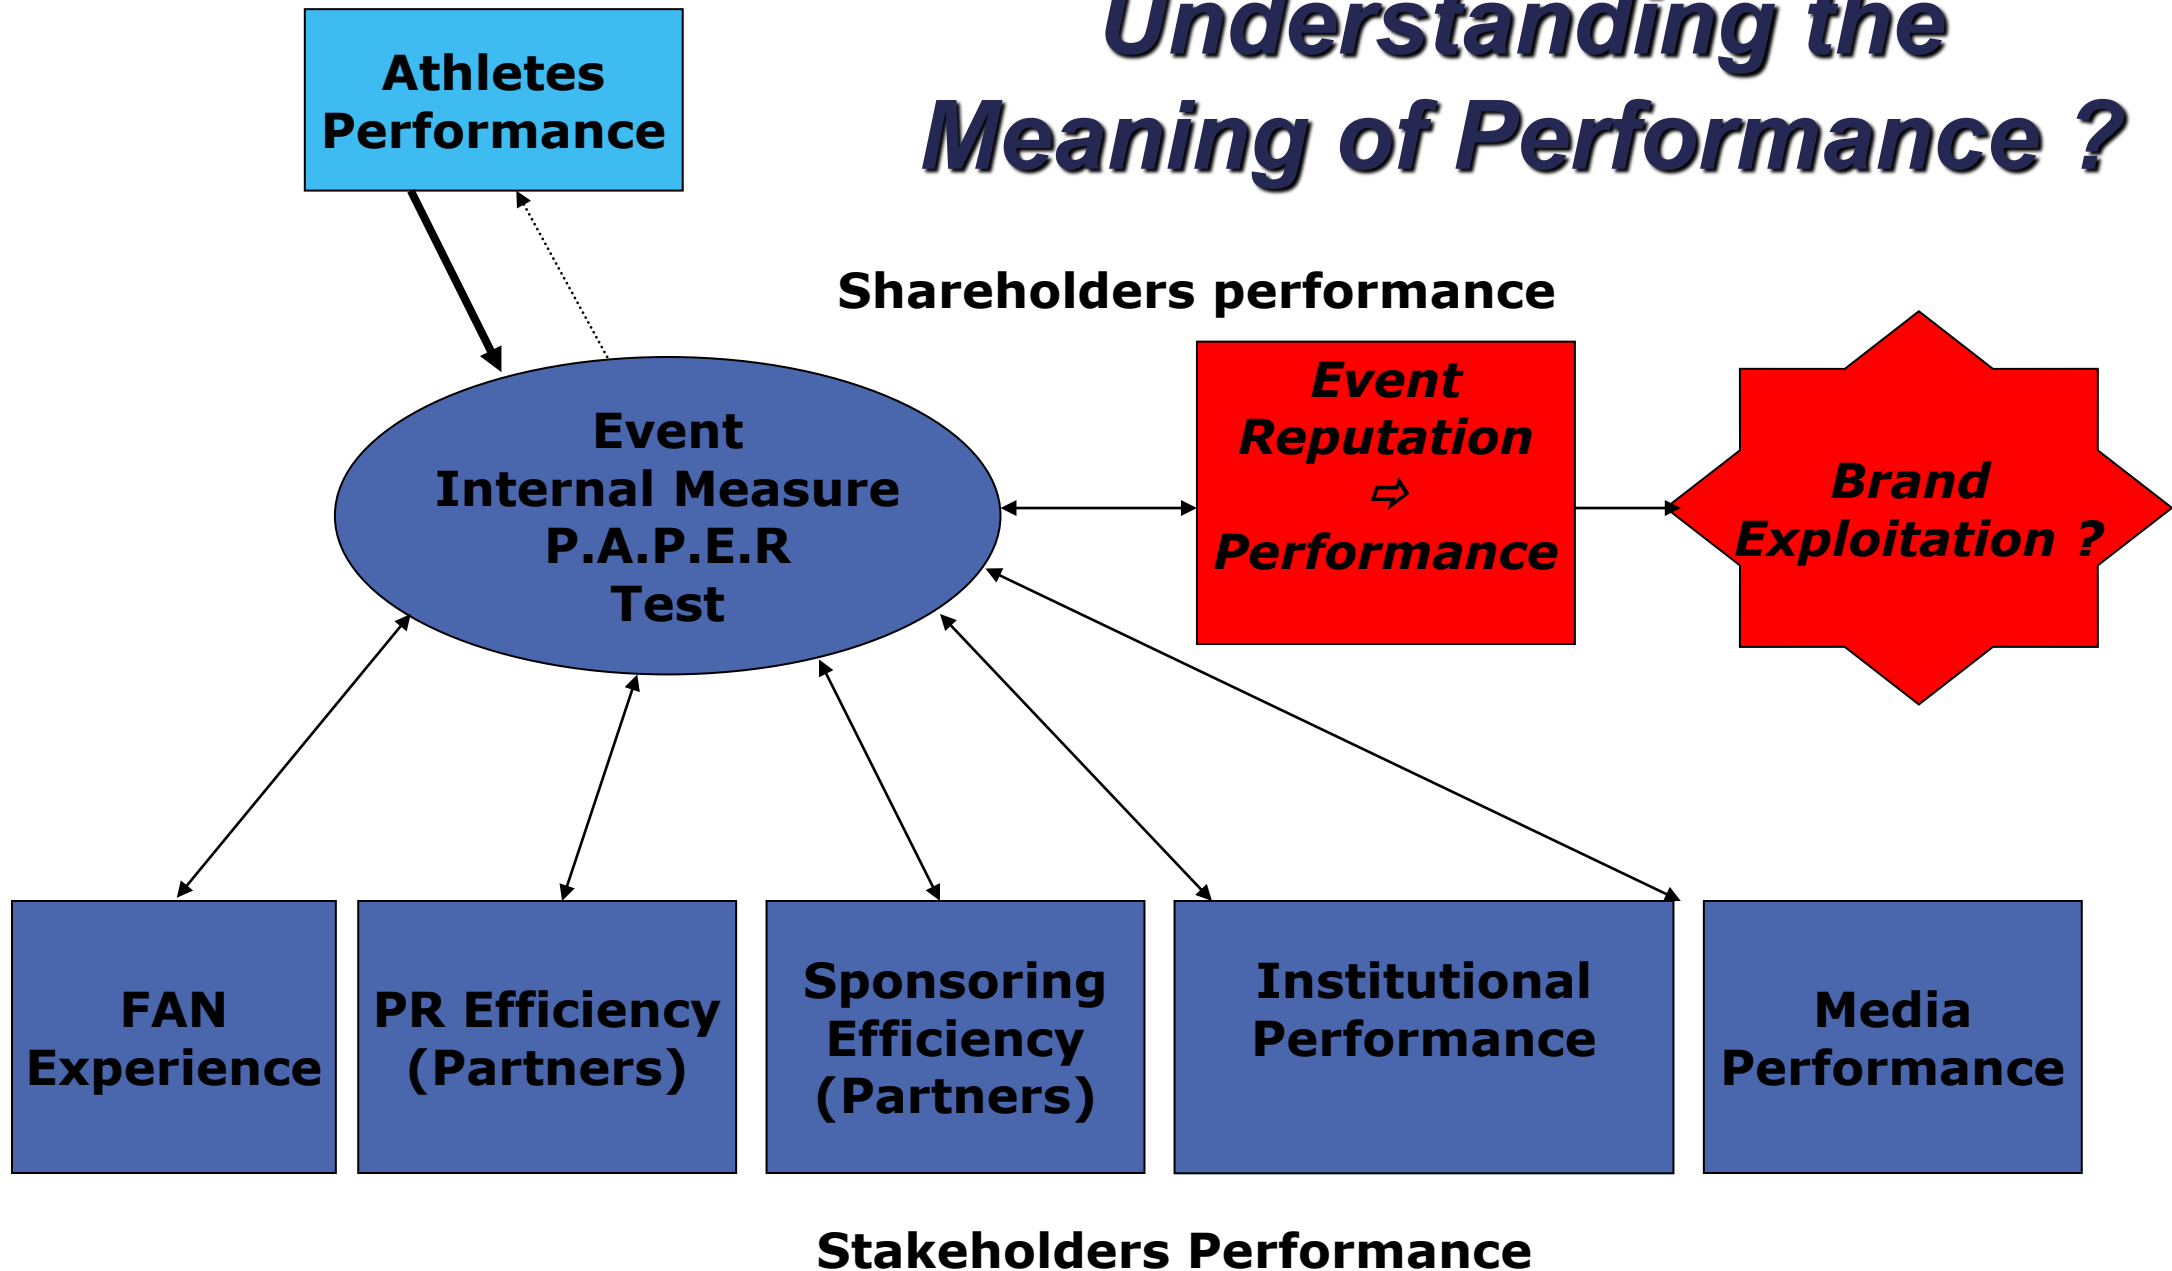 Understanding the
Meaning of Performance ?
Athletes
Performance
Shareholders performance
Event
Internal Measure
P.A.P.E.R
Test
Event
Reputation
⇨
Performance
Brand
Exploitation ?
FAN
Experience
PR Efficiency
(Partners)
Sponsoring
Efficiency
(Partners)
Institutional
Performance
Media
Performance
Stakeholders Performance